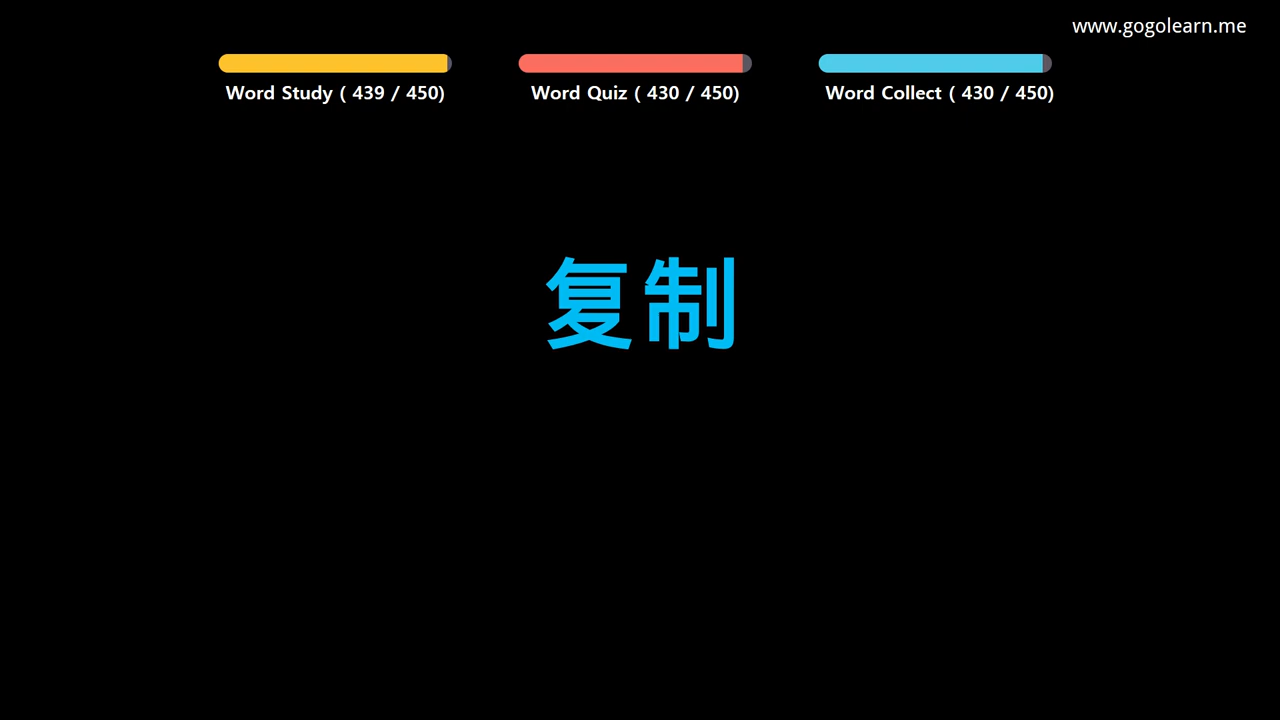 www.gogolearn.me
Word Study ( 439 / 450)
Word Quiz ( 430 / 450)
Word Collect ( 430 / 450)
复制